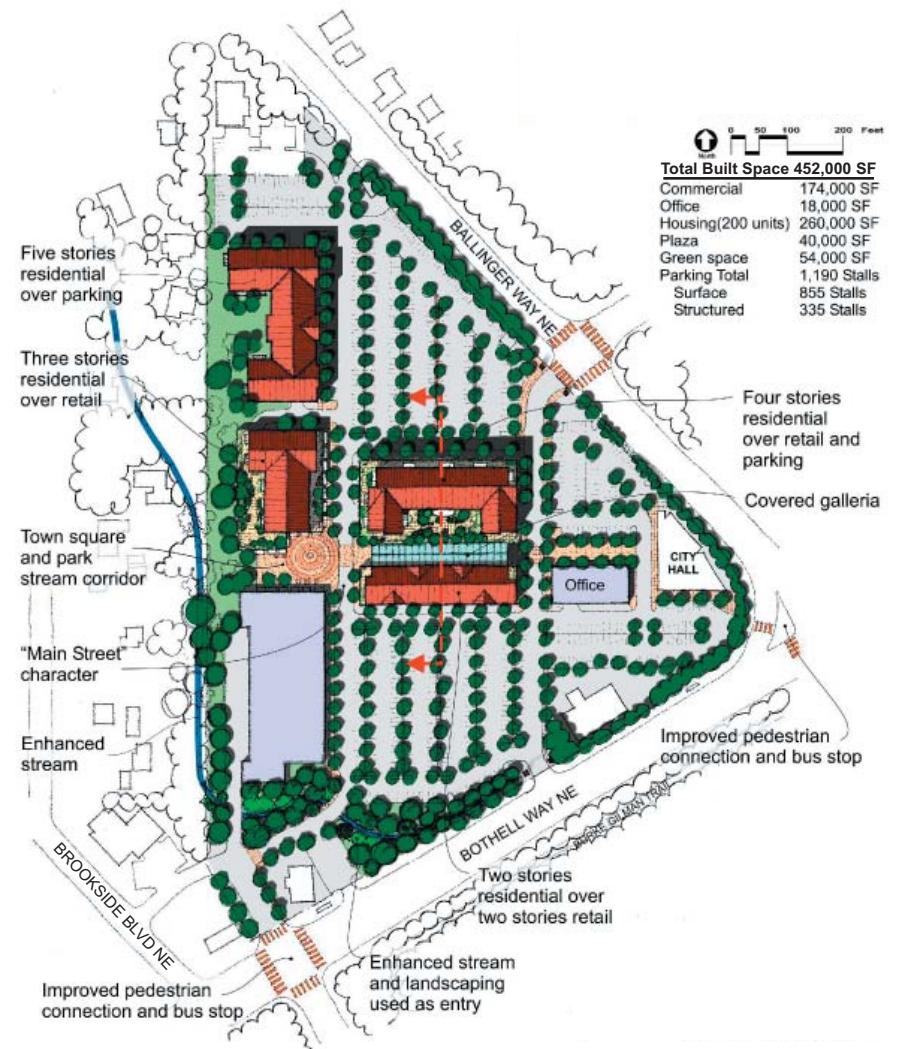 0 50 100 200 Feet
North
Total Built Space 452,000 SF
Commercial 174,000 SF
Office 18,000 SF
Housing(200 units) 260,000 SF
Plaza 40,000 SF
Green space 54,000 SF
Parking Total 1,190 Stalls
Surface 855 Stalls
Structured 335 Stalls
BALLINGER WAY NE
Five stories
residential
over parking
Three stories
residential
over retail
Four stories
residential
over retail and
parking
Covered galleria
Town square
and park
stream corridor
CITY
HALL
Office
"Main Street"
character
Enhanced
stream
Improved pedestrian
connection and bus stop
BOTHELL WAY NE
BURKE GILMAN TRAIL
BROOKSIDE BLVD NE
Two stories
residential over
two stories retail
Enhanced stream
and landscaping
used as entry
Improved pedestrian
connection and bus stop